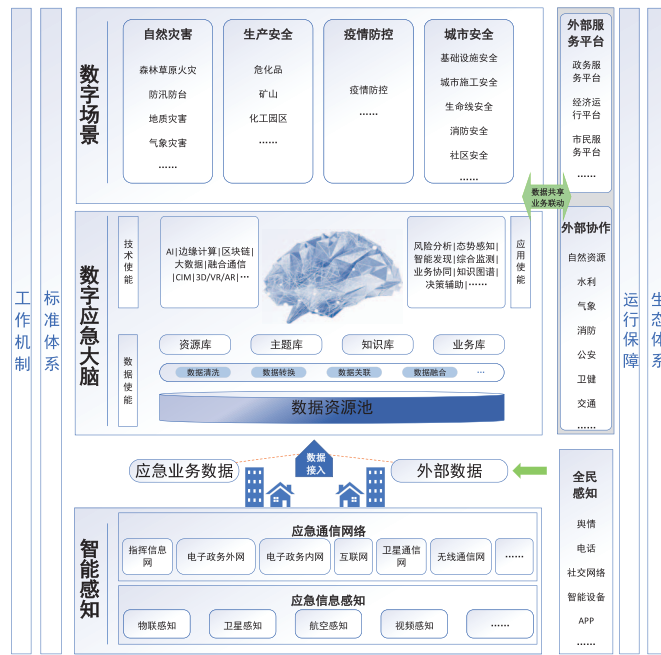 工作机制
标准体系
数字场景
自然灾害
森林草原火灾
防汛防台
地质灾害
气象灾害
......
生产安全
危化品
矿山
化工园区
......
疫情防控
疫情防控
......
城市安全
基础设施安全
城市施工安全
生命线安全
消防安全
社区安全
......
外部服
务平台
政务服
务平台
经济运
行平台
市民服
务平台
......
数据共享
业务联动
数字应急大脑
技术使能
AI|边缘计算|区块链|
大数据|融合通信
|CIM|3D/VR/AR|...
风险分析|态势感知|
智能发现|综合监测|
业务协同|知识图谱|
决策辅助|......
应用使能
数据使能
资源库
主题库
知识库
业务库
数据清洗
数据转换
数据关联
数据融合
...
数据资源池
外部协作
自然资源
水利
气象
消防
公安
卫健
交通
......
数据
接入
应急业务数据
外部数据
全民
感知
舆情
电话
社交网络
智能设备
APP
......
智能感知
应急通信网络
指挥信息
网
电子政务外网
电子政务内网
互联网
卫星通信
网
无线通信网
......
应急信息感知
物联感知
卫星感知
航空感知
视频感知
......
运行保障
生态体系